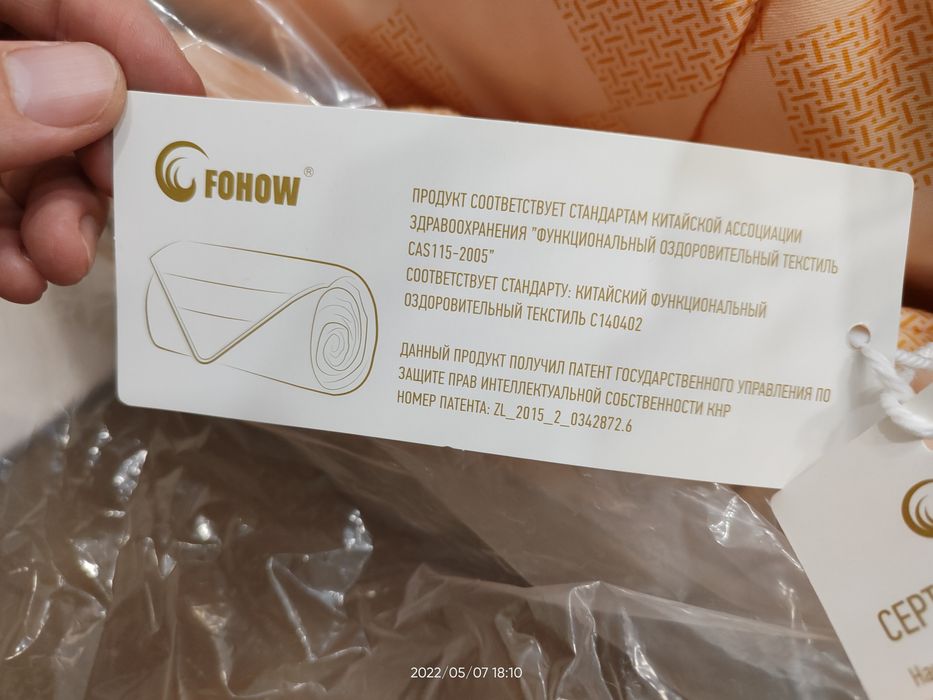 FOHOW®
ПРОДУКТ СООТВЕТСТВУЕТ СТАНДАРТАМ КИТАЙСКОЙ АССОЦИАЦИИ
ЗДРАВООХРАНЕНИЯ "ФУНКЦИОНАЛЬНЫЙ ОЗДОРОВИТЕЛЬНЫЙ ТЕКСТИЛЬ
CAS115-2005"
СООТВЕТСТВУЕТ СТАНДАРТУ: КИТАЙСКИЙ ФУНКЦИОНАЛЬНЫЙ
ОЗДОРОВИТЕЛЬНЫЙ ТЕКСТИЛЬ C140402
ДАННЫЙ ПРОДУКТ ПОЛУЧИЛ ПАТЕНТ ГОСУДАРСТВЕННОГО УПРАВЛЕНИЯ ПО
ЗАЩИТЕ ПРАВ ИНТЕЛЛЕКТУАЛЬНОЙ СОБСТВЕННОСТИ КНР
НОМЕР ПАТЕНТА: ZL_2015_2_0342872.6
СЕРТ
2022/05/07 18:10